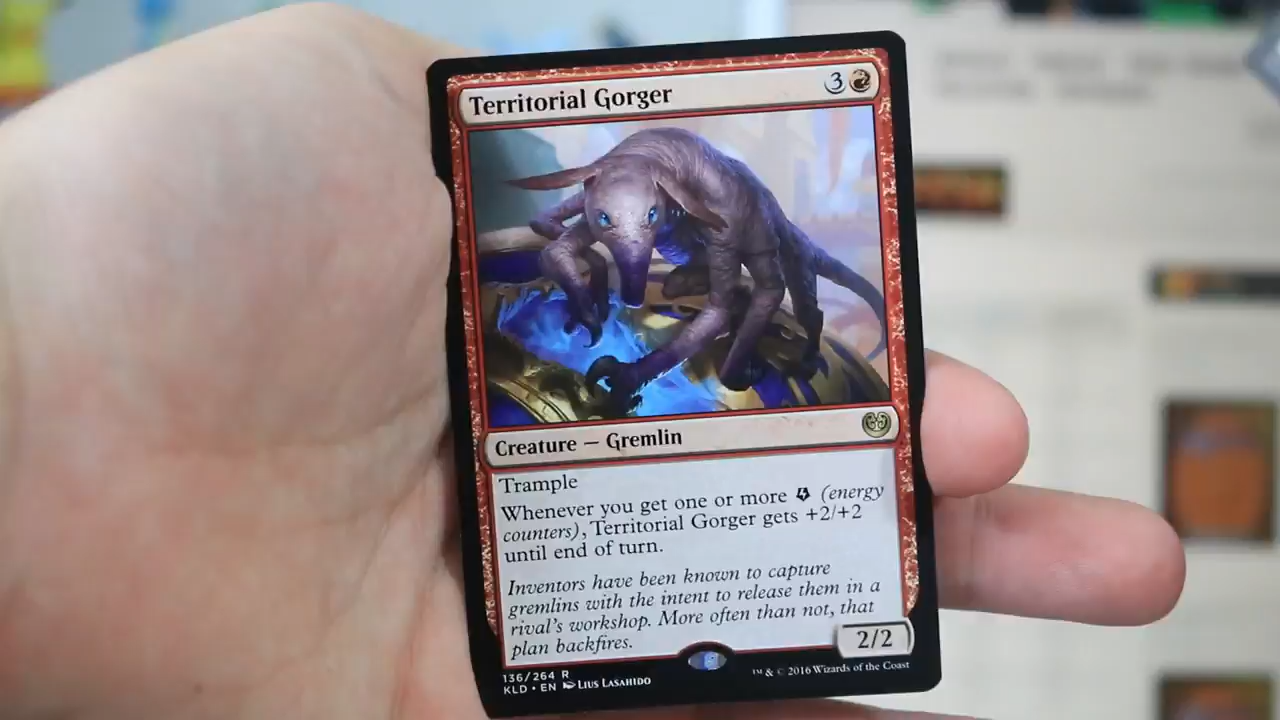 Territorial Gorger 3
Creature — Gremlin
Trample
Whenever you get one or more (energy
counters), Territorial Gorger gets +2/+2
until end of turn.
Inventors have been known to capture
gremlins with the intent to release them in a
rival's workshop. More often than not, that
plan backfires.
2/2
136/264 R
KLD • EN LIUS LASAHIDO
™ & © 2016 Wizards of the Coast